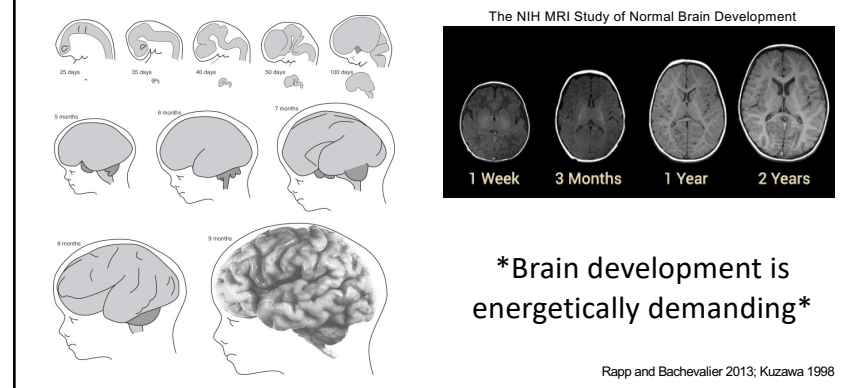 25 days
35 days
40 days
50 days
100 days
5 months
6 months
7 months
8 months
9 months
The NIH MRI Study of Normal Brain Development
1 Week
3 Months
1 Year
2 Years
*Brain development is
energetically demanding*
Rapp and Bachevalier 2013; Kuzawa 1998